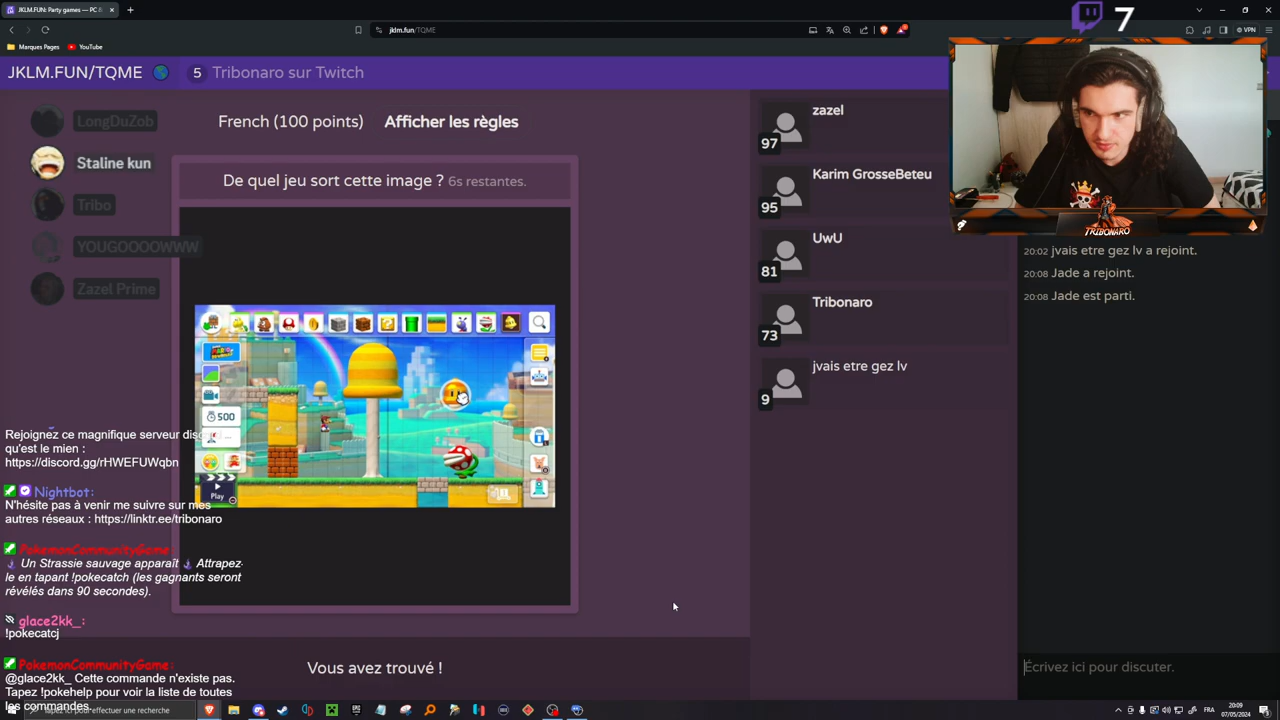 JKLM.FUN: Party games — PC &
7
jklm.fun/TQME
VPN
Marques Pages
YouTube
JKLM.FUN/TQME
5
Tribonaro sur Twitch
LongDuZob
Staline kun
Tribo
YOUGOOOOWWW
Zazel Prime
French (100 points)
Afficher les règles
De quel jeu sort cette image ? 6s restantes.
500
Play
Vous avez trouvé !
zazel
97
Karim GrosseBeteu
95
UwU
81
Tribonaro
73
jvais etre gez lv
9
TRIBONARO
20:02 jvais etre gez lv a rejoint.
20:08 Jade a rejoint.
20:08 Jade est parti.
Écrivez ici pour discuter.
Rejoignez ce magnifique serveur
qu'est le mien :
https://discord.gg/rHWEFUWqbn
Nightbot:
N'hésite pas à venir me suivre sur mes
autres réseaux : https://linktr.ee/tribonaro
PokemonCommunityGame
Un Strassie sauvage apparaît Attrapez-
le en tapant !pokecatch (les gagnants seront
révélés dans 90 secondes).
glace2kk_:
!pokecatcj
PokemonCommunityGame:
@glace2kk_ Cette commande n'existe pas.
Tapez !pokehelp pour voir la liste de toutes
les commandes.
Tapez ici pour effectuer une recherche
FRA
20:09
07/05/2024